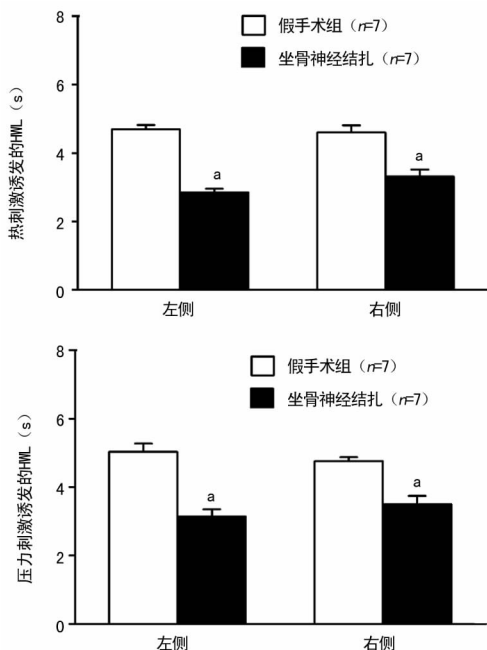 8
假手术组（n=7）
坐骨神经结扎（n=7）
6
热刺激诱发的HWL（s）
4
a
a
2
0
左侧
右侧
8
假手术组（n=7）
坐骨神经结扎（n=7）
6
压力刺激诱发的HWL（s）
4
a
a
2
0
左侧
右侧